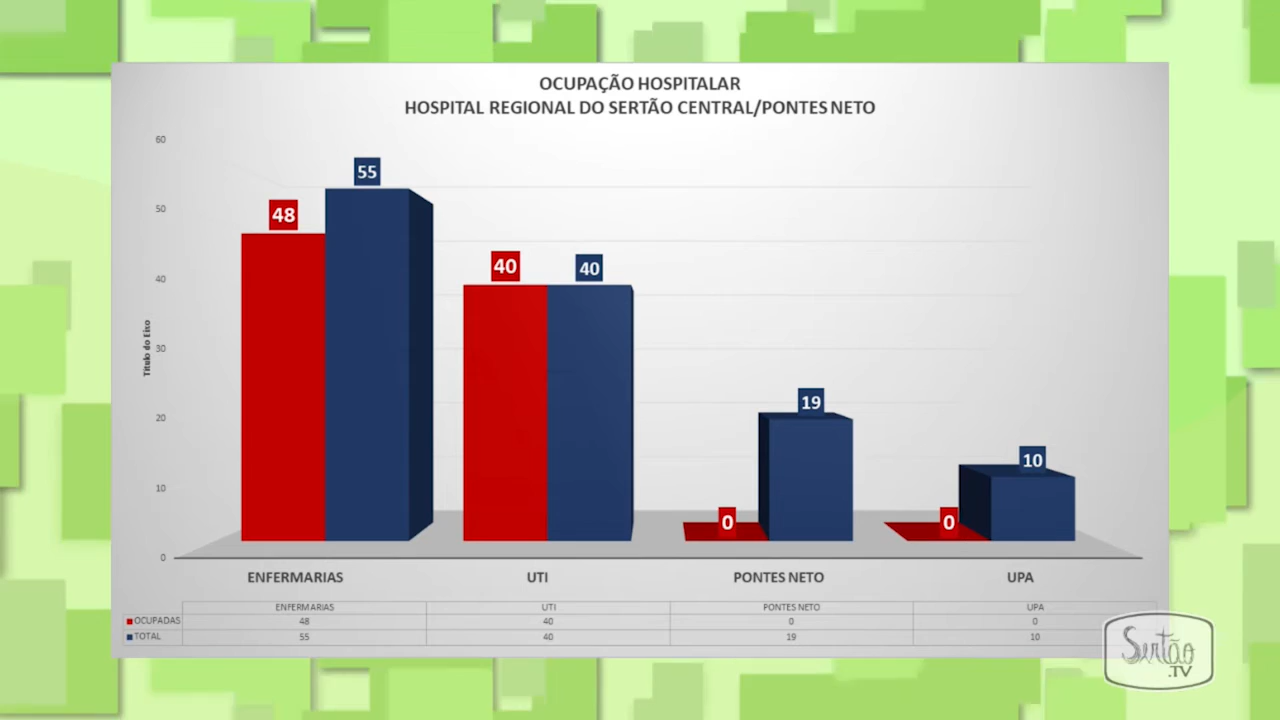 OCUPAÇÃO HOSPITALAR
HOSPITAL REGIONAL DO SERTÃO CENTRAL/PONTES NETO
60
50
40
30
20
10
0
Título do Eixo
48
55
40
40
0
19
0
10
ENFERMARIAS UTI PONTES NETO UPA
ENFERMARIAS UTI PONTES NETO UPA
OCUPADAS 48 40 0 0
TOTAL 55 40 19 10
Sertão
.TV